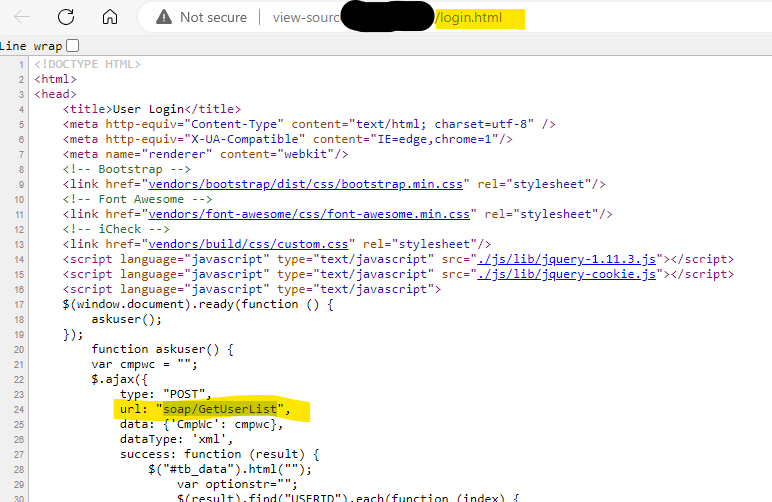 Not secure | view-sourc /login.html
Line wrap
1 <!DOCTYPE HTML>
2 <html>
3 <head>
4 <title>User Login</title>
5 <meta http-equiv="Content-Type" content="text/html; charset=utf-8" />
6 <meta http-equiv="X-UA-Compatible" content="IE=edge,chrome=1"/>
7 <meta name="renderer" content="webkit"/>
8 <!-- Bootstrap -->
9 <link href="vendors/bootstrap/dist/css/bootstrap.min.css" rel="stylesheet"/>
10 <!-- Font Awesome -->
11 <link href="vendors/font-awesome/css/font-awesome.min.css" rel="stylesheet"/>
12 <!-- iCheck -->
13 <link href="vendors/build/css/custom.css" rel="stylesheet"/>
14 <script language="javascript" type="text/javascript" src="./js/lib/jquery-1.11.3.js"></script>
15 <script language="javascript" type="text/javascript" src="./js/lib/jquery-cookie.js"></script>
16 <script language="javascript" type="text/javascript">
17 $(window.document).ready(function () {
18 askuser();
19 });
20 function askuser() {
21 var cmpwc = "";
22 $.ajax({
23 type: "POST",
24 url: "soap/GetUserList",
25 data: {'CmpWc': cmpwc},
26 dataType: 'xml',
27 success: function (result) {
28 $("#tb_data").html("");
29 var optionstr="";
30 $(result).find("USERID").each(function (index) {